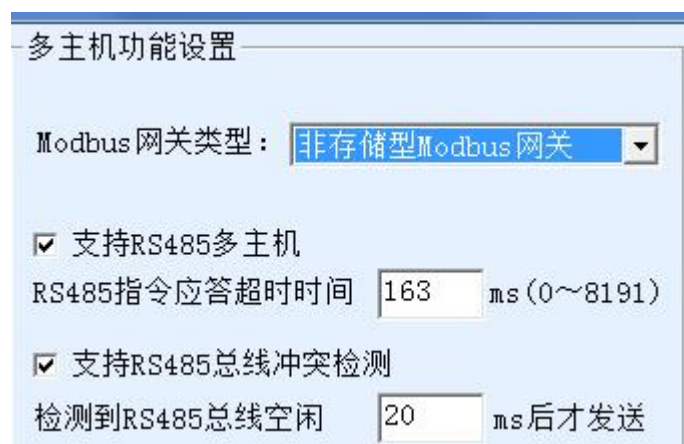 多主机功能设置
Modbus网关类型: 非存储型Modbus网关
支持RS485多主机
RS485指令应答超时时间 163 ms(0～8191)
支持RS485总线冲突检测
检测到RS485总线空闲 20 ms后才发送